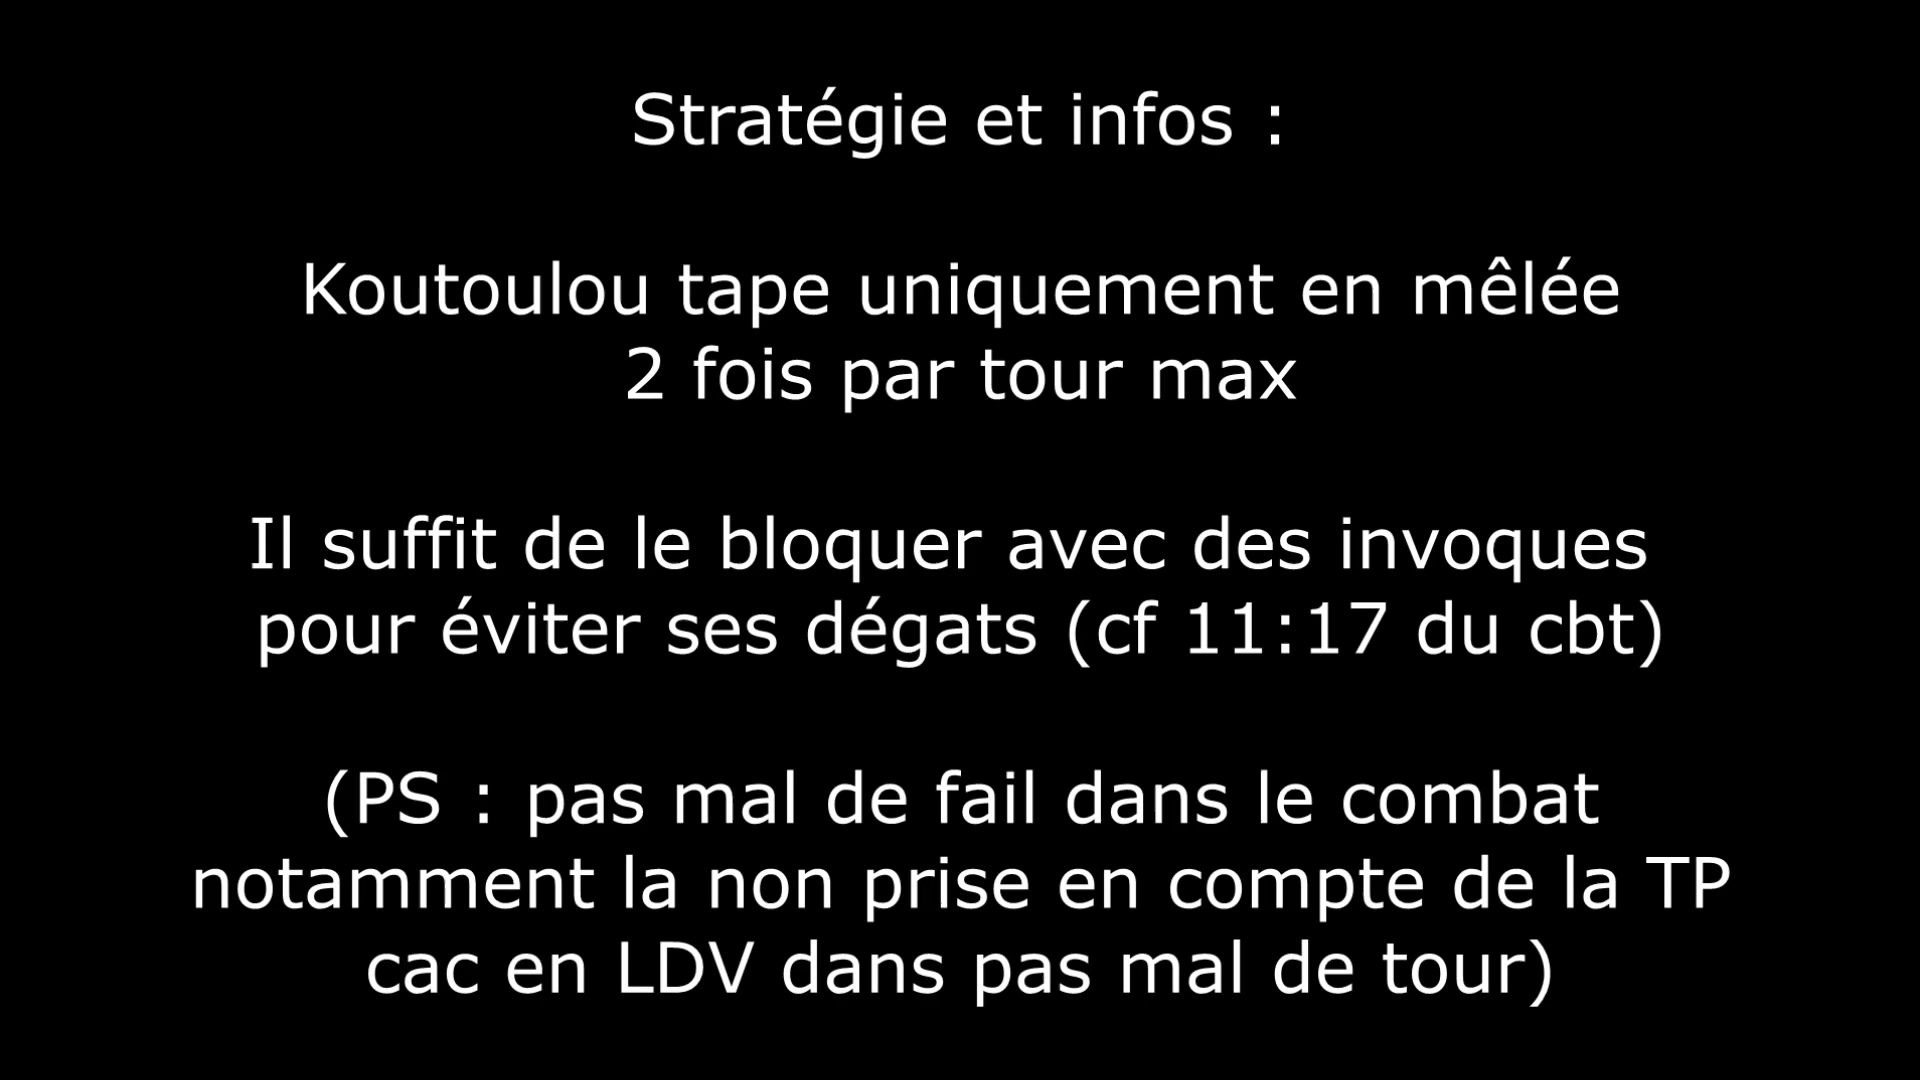 Stratégie et infos :
Koutoulou tape uniquement en mêlée
2 fois par tour max
Il suffit de le bloquer avec des invoques
pour éviter ses dégats (cf 11:17 du cbt)
(PS : pas mal de fail dans le combat
notamment la non prise en compte de la TP
cac en LDV dans pas mal de tour)